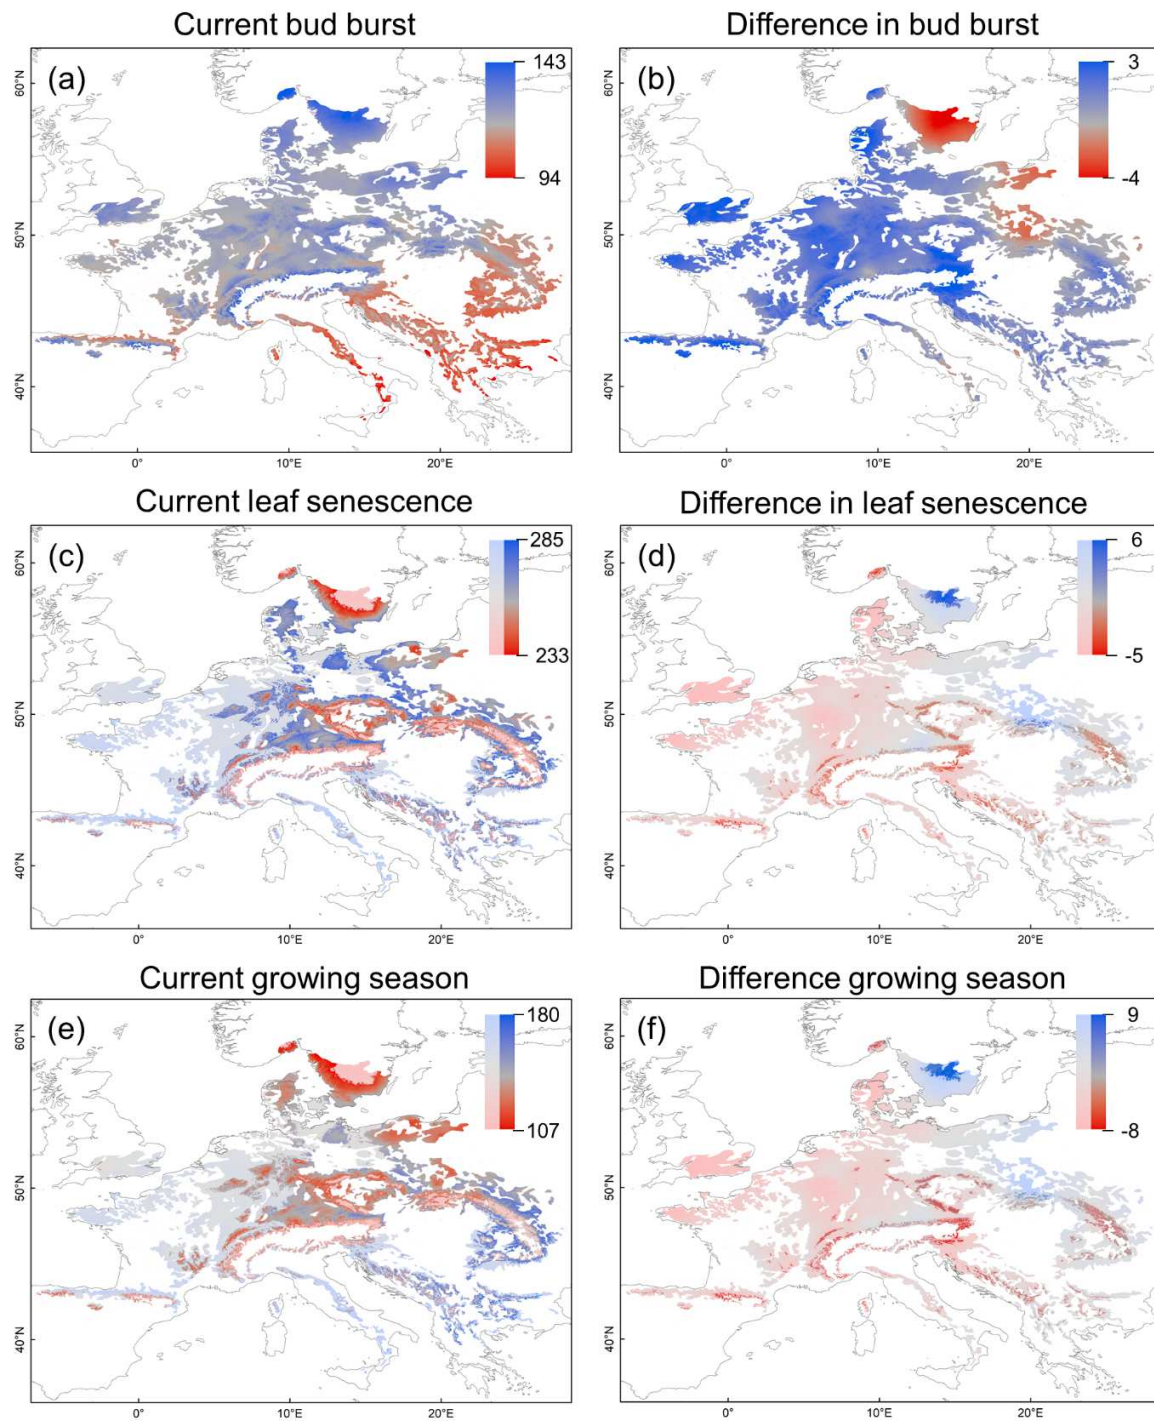 Current bud burst
Difference in bud burst
(a)
143
94
60°N
50°N
40°N
0°
10°E
20°E
(b)
3
-4
60°N
50°N
40°N
0°
10°E
20°E
Current leaf senescence
Difference in leaf senescence
(c)
285
233
60°N
50°N
40°N
0°
10°E
20°E
(d)
6
-5
60°N
50°N
40°N
0°
10°E
20°E
Current growing season
Difference growing season
(e)
180
107
60°N
50°N
40°N
0°
10°E
20°E
(f)
9
-8
60°N
50°N
40°N
0°
10°E
20°E